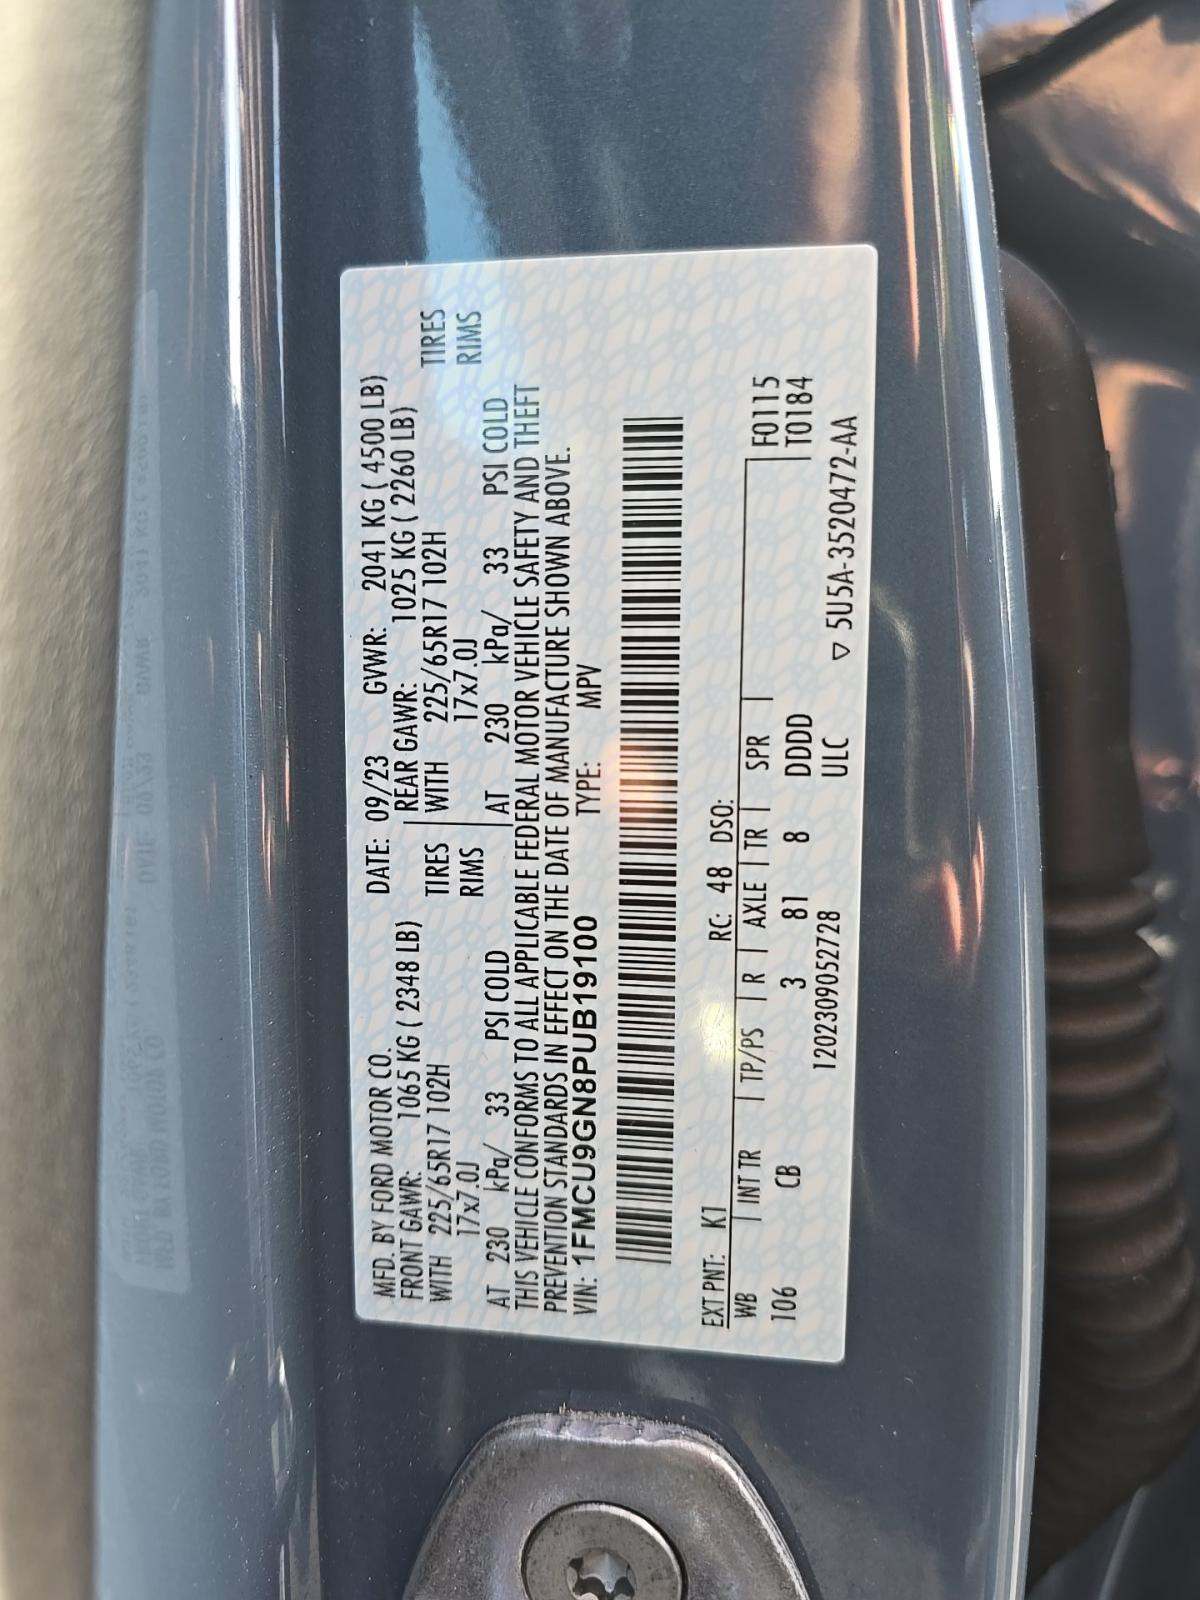 MFD. BY FORD MOTOR CO. DATE: 09/23 GVWR: 2041 KG ( 4500 LB)
FRONT GAWR: 1065 KG ( 2348 LB) REAR GAWR: 1025 KG ( 2260 LB)
WITH 225/65R17 102H TIRES WITH 225/65R17 102H TIRES
17x7.0J RIMS 17x7.0J RIMS
AT 230 kPa/ 33 PSI COLD AT 230 kPa/ 33 PSI COLD
THIS VEHICLE CONFORMS TO ALL APPLICABLE FEDERAL MOTOR VEHICLE SAFETY AND THEFT
PREVENTION STANDARDS IN EFFECT ON THE DATE OF MANUFACTURE SHOWN ABOVE.
VIN: 1FMCU9GN8PUB19100 TYPE: MPV
EXT PNT: K1 RC: 48 DSO:
WB INT TR TP/PS R AXLE TR SPR F0115
106 CB 3 81 8 DDDD T0184
1202309052728 ULC
▽ 5U5A-3520472-AA